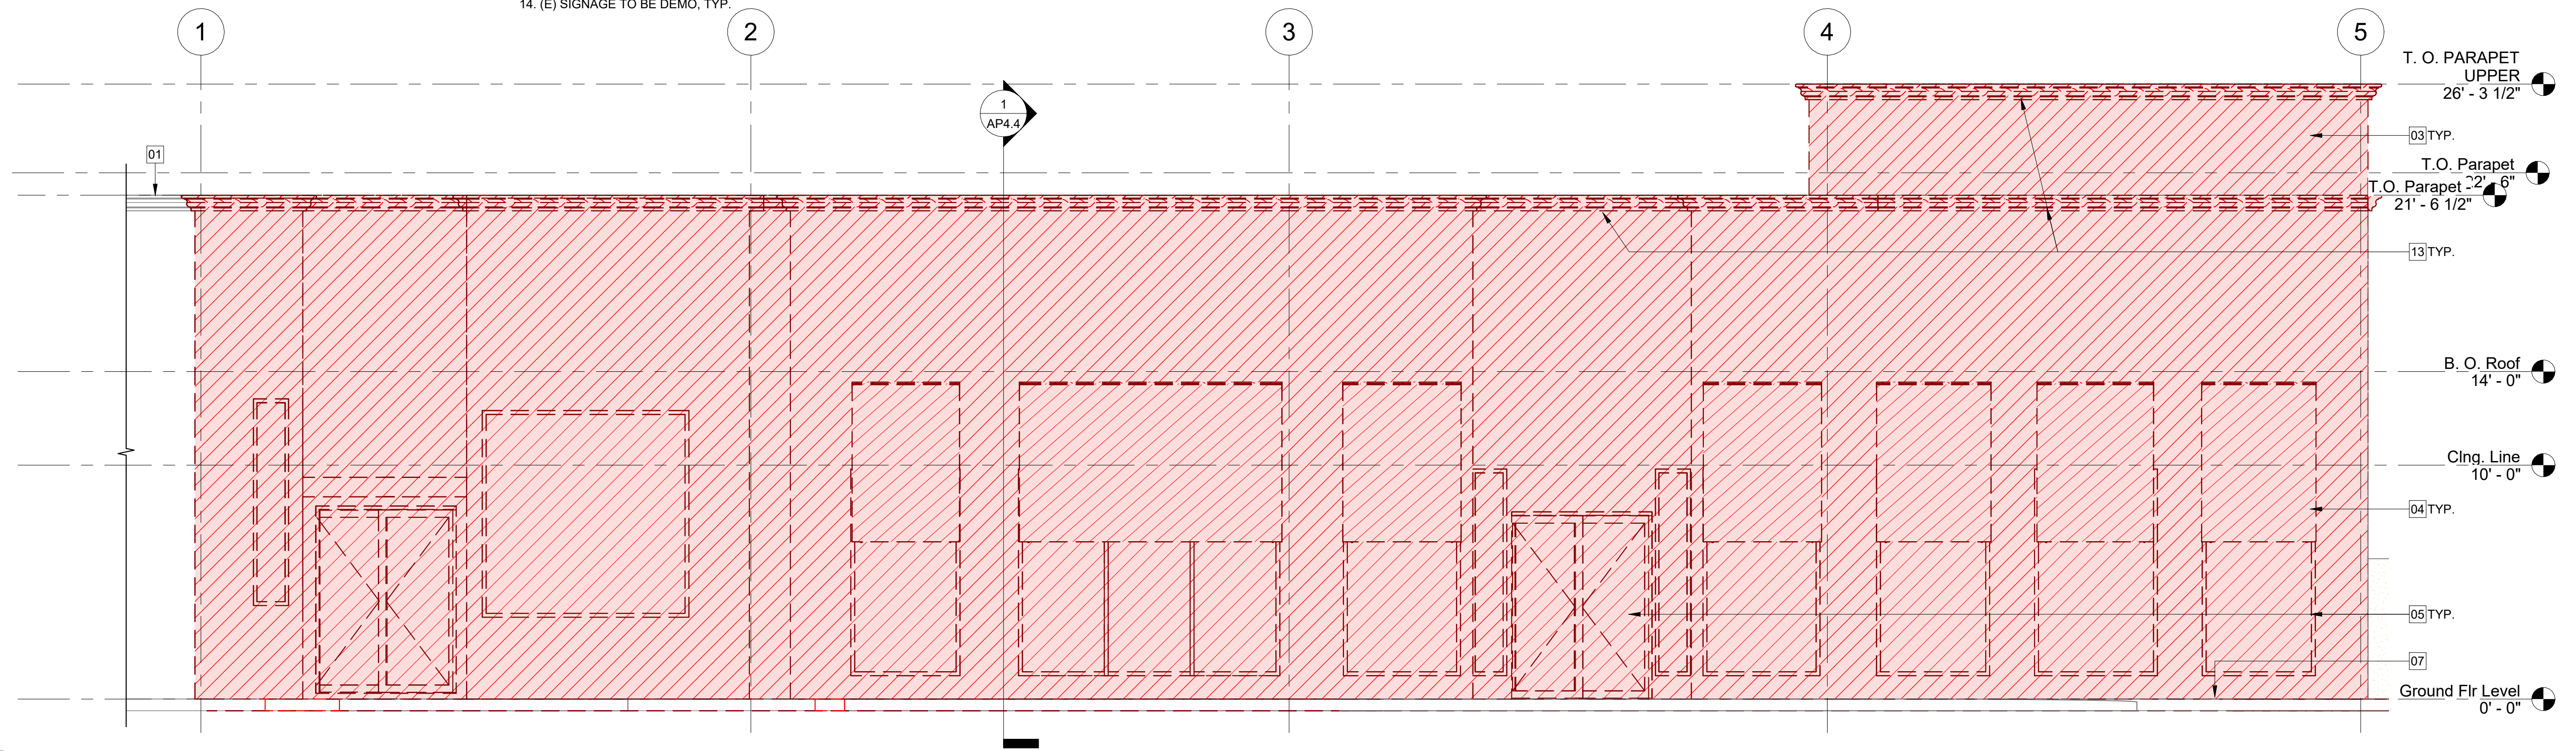 14. (E) SIGNAGE TO BE DEMO, TYP.
1
2
3
4
5
T. O. PARAPET
UPPER
26' - 3 1/2"
1
AP4.4
03 TYP.
01
T.O. Parapet
22' - 6"
T.O. Parapet -
21' - 6 1/2"
13 TYP.
B. O. Roof
14' - 0"
Clng. Line
10' - 0"
04 TYP.
05 TYP.
07
Ground Flr Level
0' - 0"